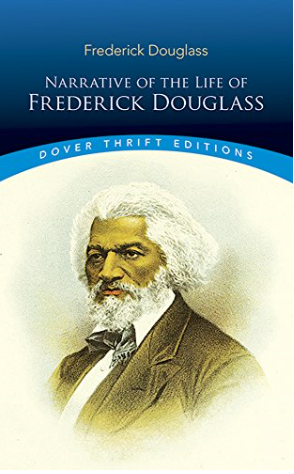 Frederick Douglass
NARRATIVE OF THE LIFE OF
FREDERICK DOUGLASS
DOVER THRIFT EDITIONS